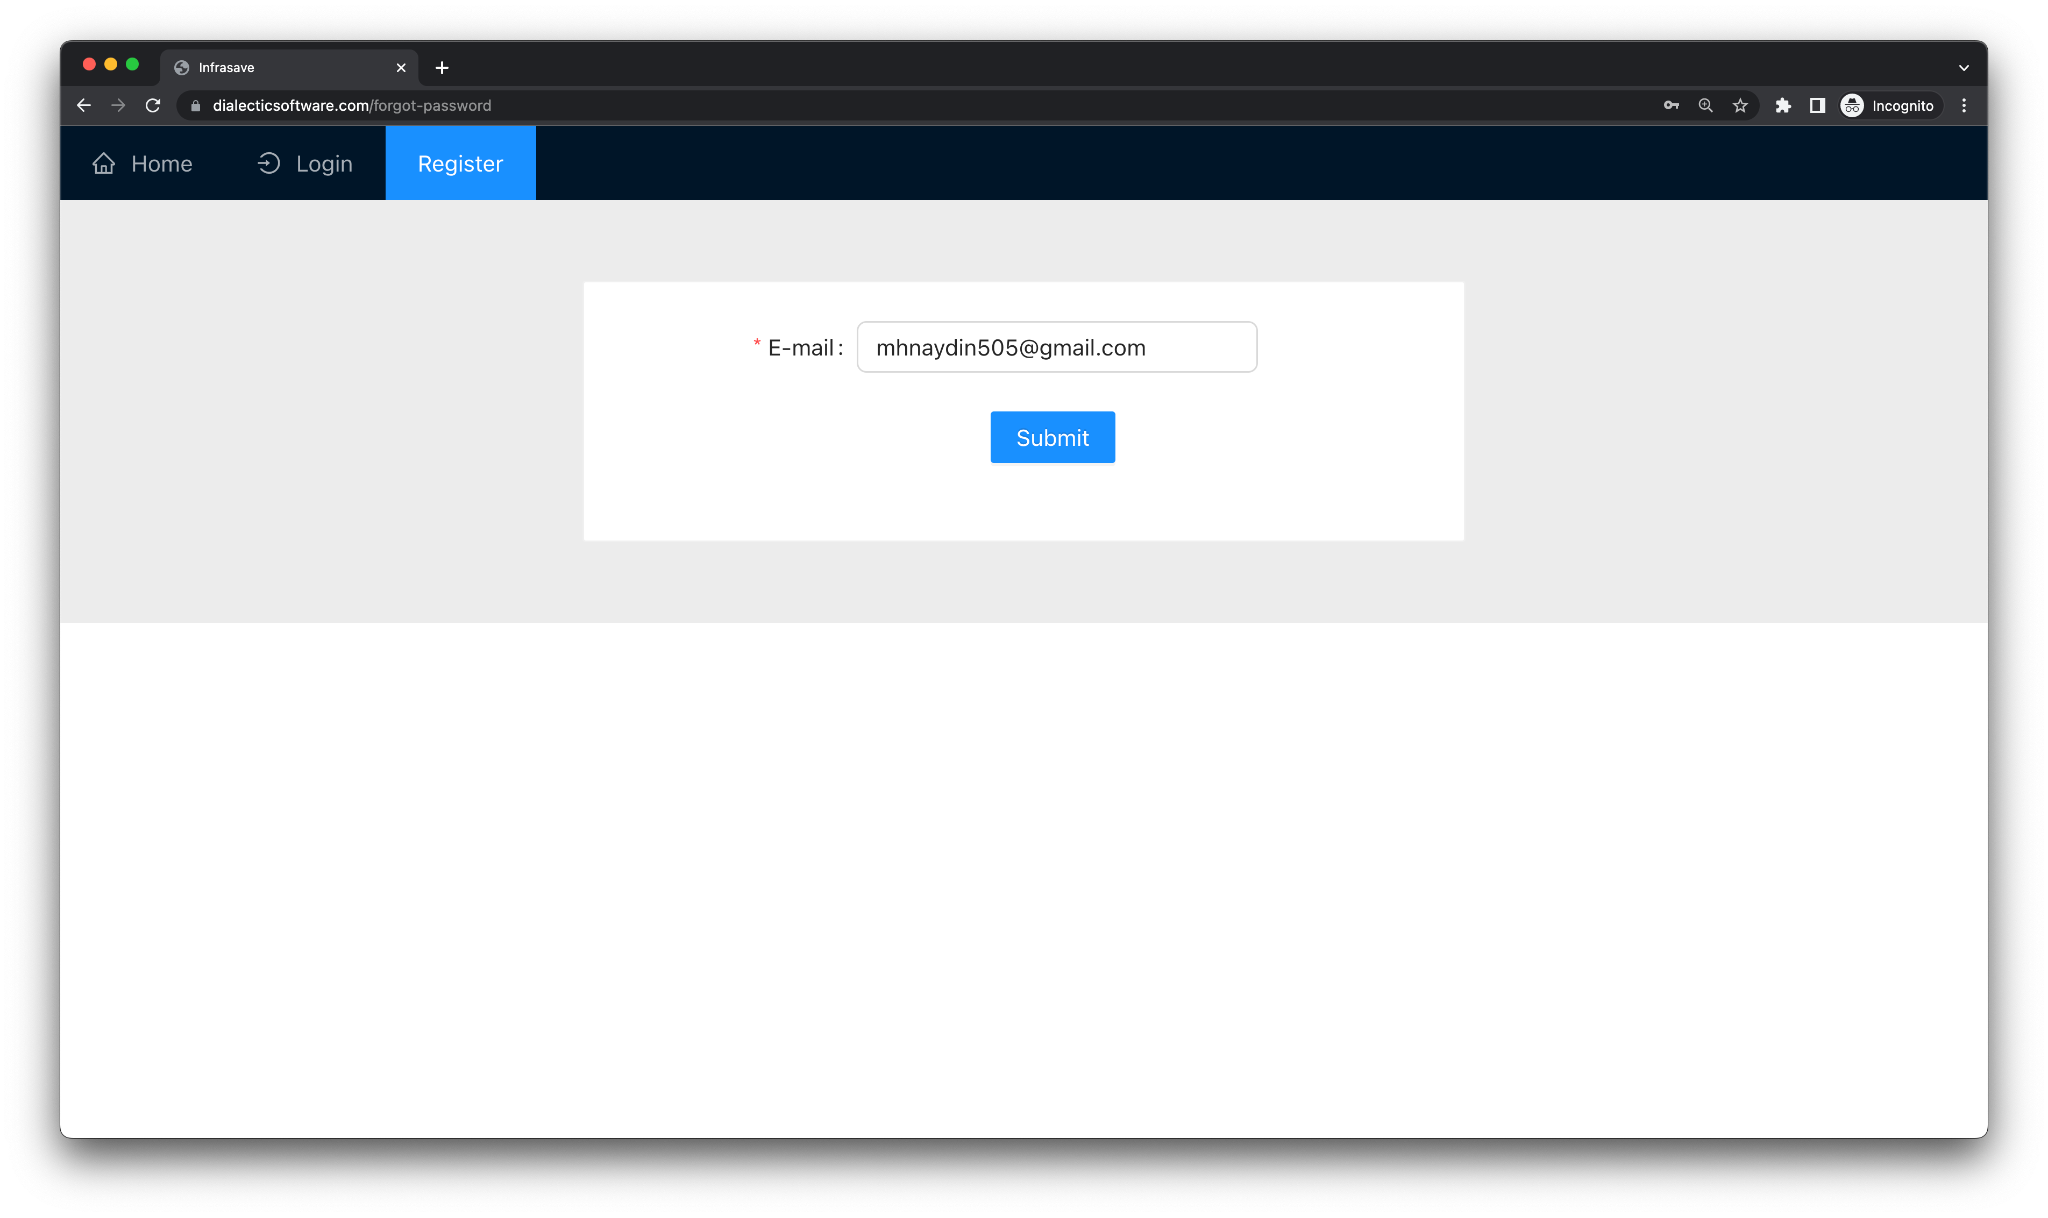 Infrasave
dialecticsoftware.com/forgot-password
Incognito
Home
Login
Register
* E-mail :
mhnaydin505@gmail.com
Submit